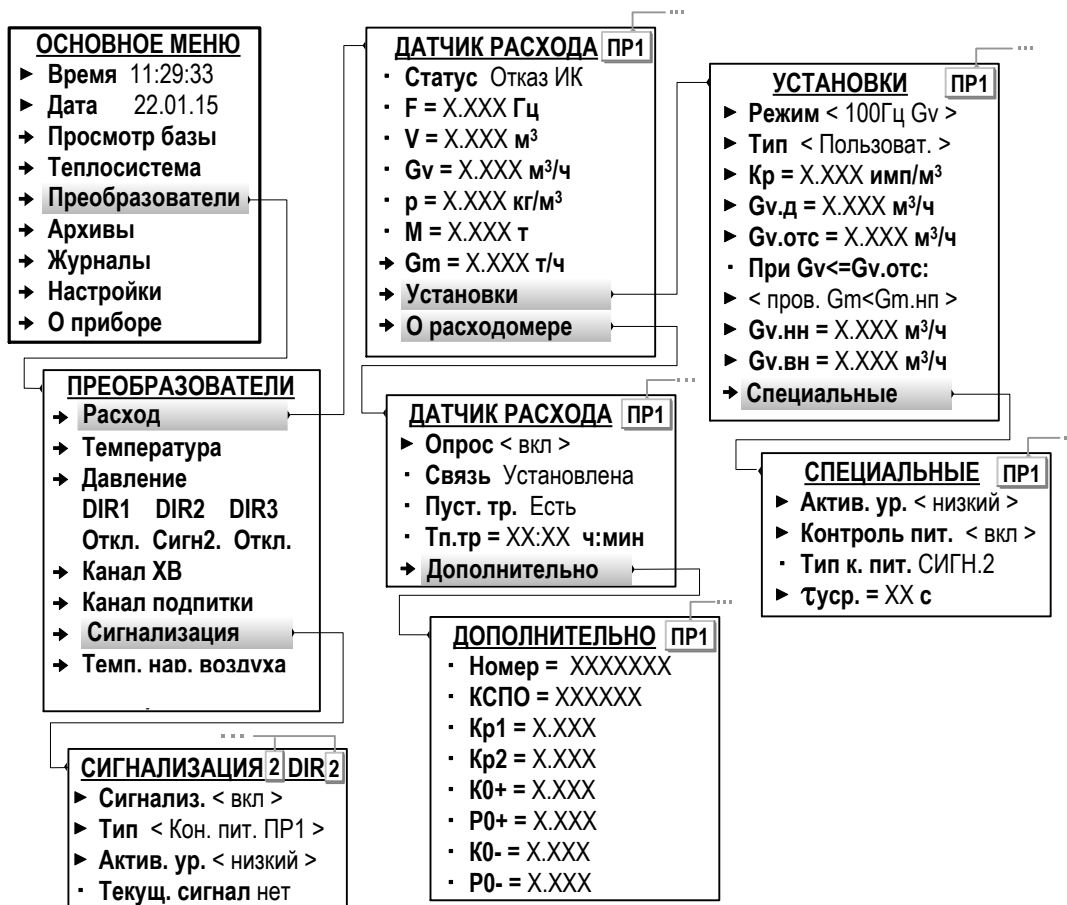 ОСНОВНОЕ МЕНЮ
Время 11:29:33
Дата 22.01.15
Просмотр базы
Теплосистема
Преобразователи
Архивы
Журналы
Настройки
О приборе
ПРЕОБРАЗОВАТЕЛИ
Расход
Температура
Давление
DIR1 DIR2 DIR3
Откл. Сигн2. Откл.
Канал ХВ
Канал подпитки
Сигнализация
Темп. нар. воздуха
СИГНАЛИЗАЦИЯ 2 DIR 2
Сигнализ. < вкл >
Тип < Кон. пит. ПР1 >
Актив. ур. < низкий >
Текущ. сигнал нет
ДАТЧИК РАСХОДА ПР1
Статус Отказ ИК
F = X.XXX Гц
V = X.XXX м³
Gv = X.XXX м³/ч
p = X.XXX кг/м³
M = X.XXX т
Gm = X.XXX т/ч
Установки
О расходомере
ДАТЧИК РАСХОДА ПР1
Опрос < вкл >
Связь Установлена
Пуст. тр. Есть
Тп.тр = XX:XX ч:мин
Дополнительно
ДОПОЛНИТЕЛЬНО ПР1
Номер = XXXXXXX
КСПО = XXXXXX
Кр1 = X.XXX
Кр2 = X.XXX
К0+ = X.XXX
Р0+ = X.XXX
К0- = X.XXX
Р0- = X.XXX
УСТАНОВКИ ПР1
Режим < 100Гц Gv >
Тип < Пользоват. >
Кр = X.XXX имп/м³
Gv.д = X.XXX м³/ч
Gv.отс = X.XXX м³/ч
При Gv<=Gv.отс:
< пров. Gm<Gm.нп >
Gv.нн = X.XXX м³/ч
Gv.вн = X.XXX м³/ч
Специальные
СПЕЦИАЛЬНЫЕ ПР1
Актив. ур. < низкий >
Контроль пит. < вкл >
Тип к. пит. СИГН.2
τуср. = XX с